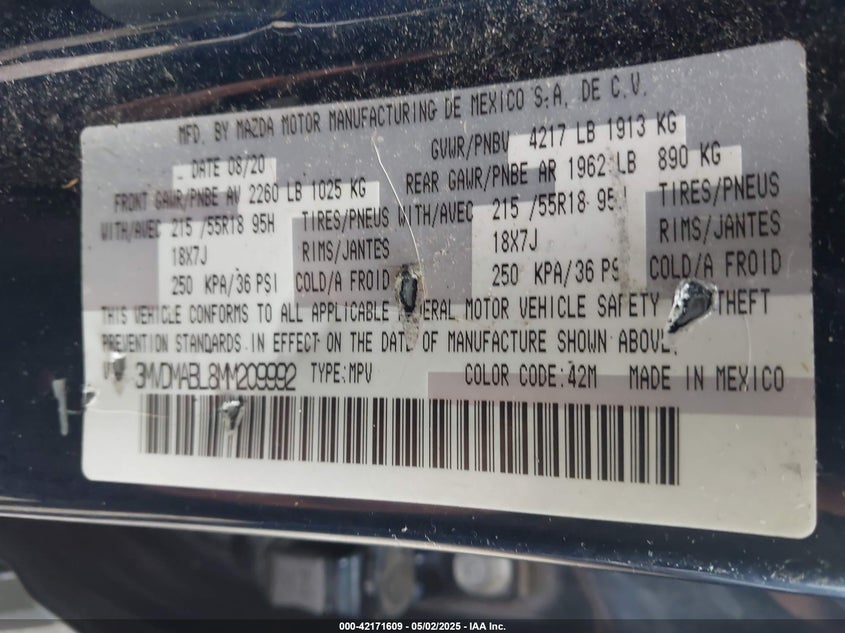 MFD. BY MAZDA MOTOR MANUFACTURING DE MEXICO S.A. DE C.V.
DATE 08/20 GVWR/PNBV 4217 LB 1913 KG
FRONT GAWR/PNBE AV 2260 LB 1025 KG REAR GAWR/PNBE AR 1962 LB 890 KG
WITH/AVEC 215 /55R18 95H TIRES/PNEUS WITH/AVEC 215 /55R18 95H TIRES/PNEUS
18X7J RIMS/JANTES 18X7J RIMS/JANTES
250 KPA/36 PSI COLD/A FROID 250 KPA/36 PSI COLD/A FROID
THIS VEHICLE CONFORMS TO ALL APPLICABLE MOTOR VEHICLE SAFETY THEFT
PREVENTION STANDARDS IN EFFECT ON THE DATE OF MANUFACTURE SHOWN ABOVE.
3MVDMABL8MM209992 TYPE:MPV COLOR CODE:42M MADE IN MEXICO
000-42171609 - 05/02/2025 - IAA Inc.